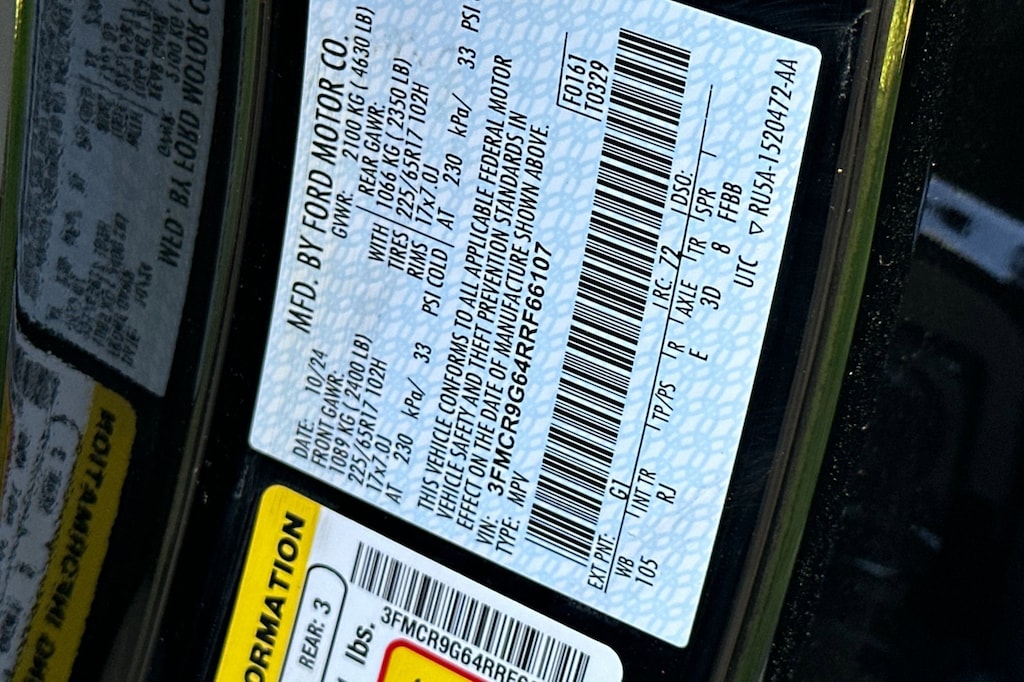 MFD. BY FORD MOTOR CO.
DATE: 10/24 GVWR: 2100 KG ( 4630 LB)
FRONT GAWR: WITH REAR GAWR:
1089 KG ( 2400 LB) 1066 KG ( 2350 LB)
225/65R17 102H TIRES 225/65R17 102H
17x7.0J RIMS 17x7.0J
AT 230 kPa/ 33 PSI COLD AT 230 kPa/ 33 PSI
THIS VEHICLE CONFORMS TO ALL APPLICABLE FEDERAL MOTOR
VEHICLE SAFETY AND THEFT PREVENTION STANDARDS IN
EFFECT ON THE DATE OF MANUFACTURE SHOWN ABOVE.
VIN: 3FMCR9G64RRF66107 F0161
TYPE: MPV T0329
EXT PNT: G1 RC: 72 DSO:
WB INT TR TP/PS R AXLE TR SPR
105 RJ E 3D 8 FFBB
UTC ▽ RU5A-1520472-AA
ORMATION
REAR: 3
lbs.
3FMCR9G64RRF6